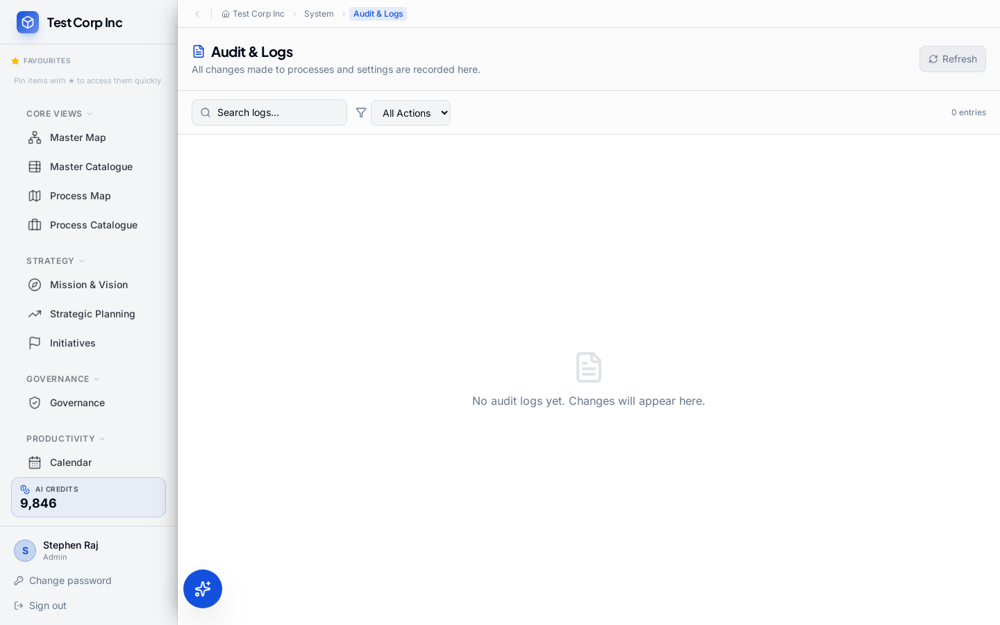 Test Corp Inc
FAVOURITES
Pin items with ★ to access them quickly
CORE VIEWS
Master Map
Master Catalogue
Process Map
Process Catalogue
STRATEGY
Mission & Vision
Strategic Planning
Initiatives
GOVERNANCE
Governance
PRODUCTIVITY
Calendar
AI CREDITS
9,846
S
Stephen Raj
Admin
Change password
Sign out
Test Corp Inc System Audit & Logs
Audit & Logs
All changes made to processes and settings are recorded here.
Refresh
Search logs...
All Actions
0 entries
No audit logs yet. Changes will appear here.